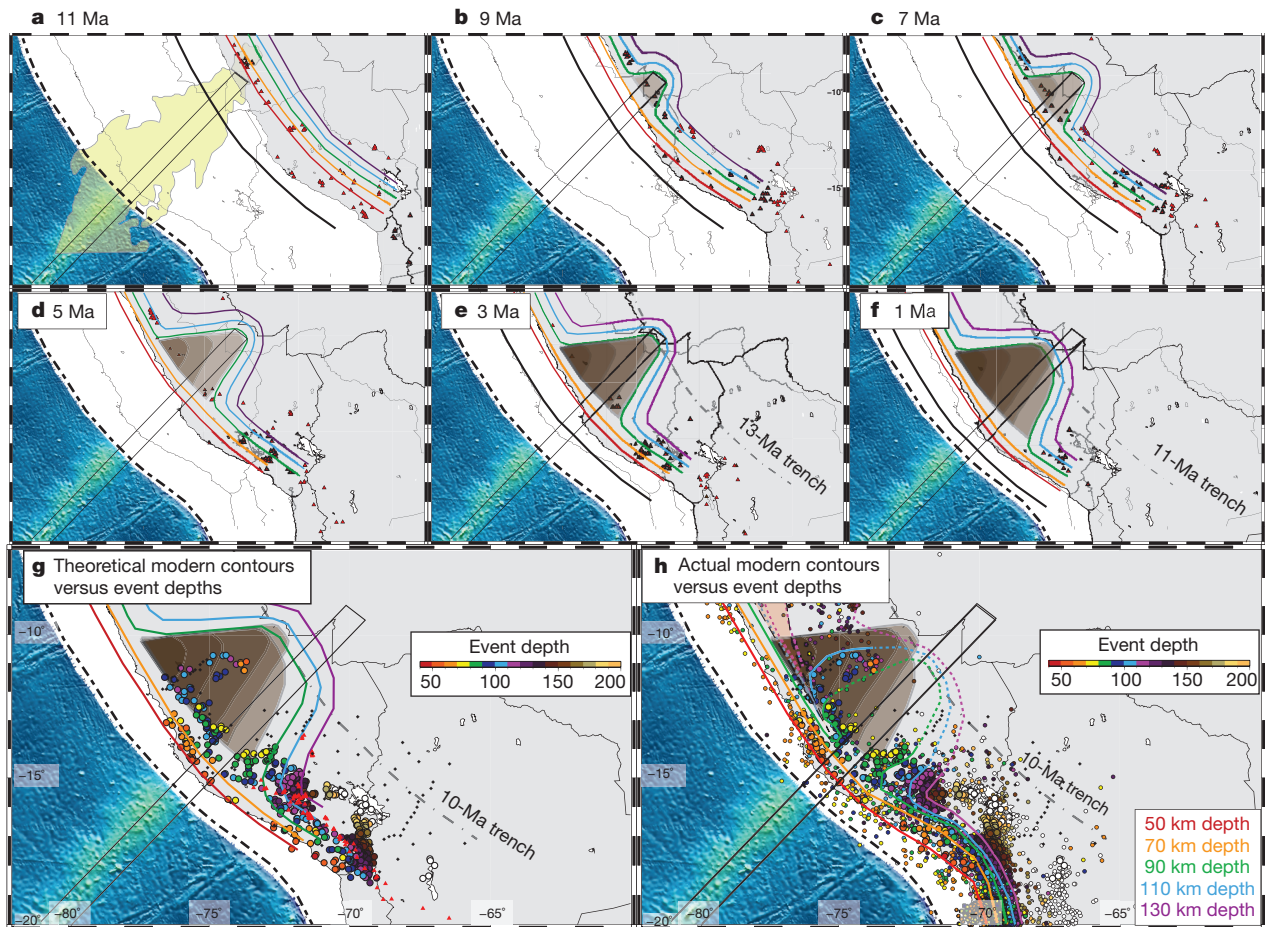 a 11 Ma
b 9 Ma
c 7 Ma
-10°
-15°
d 5 Ma
e 3 Ma
13-Ma trench
f 1 Ma
11-Ma trench
g Theoretical modern contours
versus event depths
−10°
−15°
−20°
−80°
−75°
−70°
−65°
Event depth
50 100 150 200
10-Ma trench
h Actual modern contours
versus event depths
−10°
−15°
−20°
−80°
−75°
−70°
−65°
Event depth
50 100 150 200
10-Ma trench
50 km depth
70 km depth
90 km depth
110 km depth
130 km depth